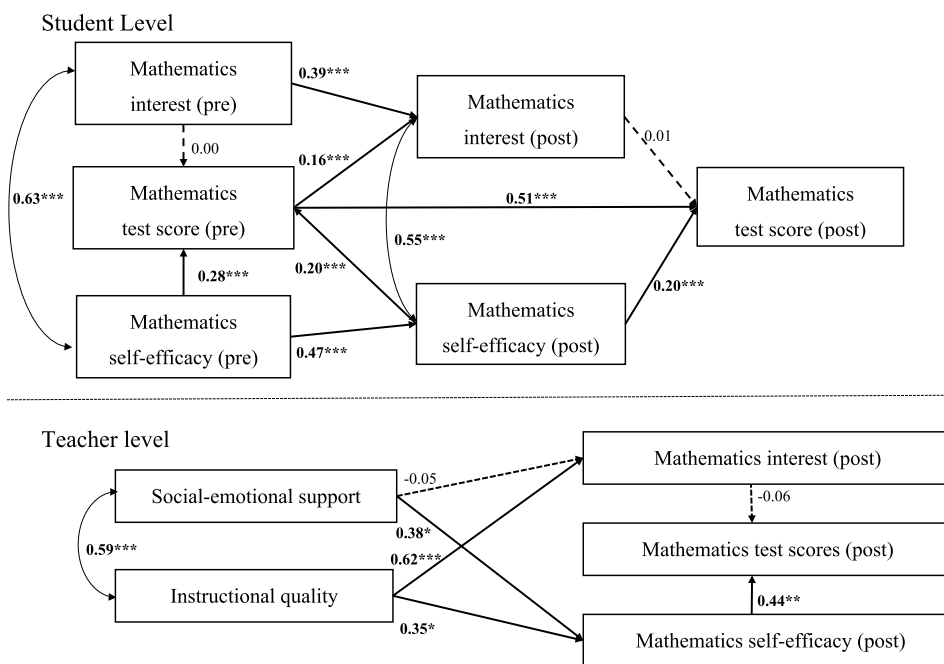 Student Level
Mathematics
interest (pre)
0.39***
Mathematics
interest (post)
0.01
0.00
0.16***
0.63***
Mathematics
test score (pre)
0.51***
Mathematics
test score (post)
0.55***
0.28***
0.20***
0.20***
Mathematics
self-efficacy (pre)
0.47***
Mathematics
self-efficacy (post)
Teacher level
Social-emotional support
-0.05
Mathematics interest (post)
-0.06
0.38*
0.59***
0.62***
Mathematics test scores (post)
Instructional quality
0.35*
0.44**
Mathematics self-efficacy (post)